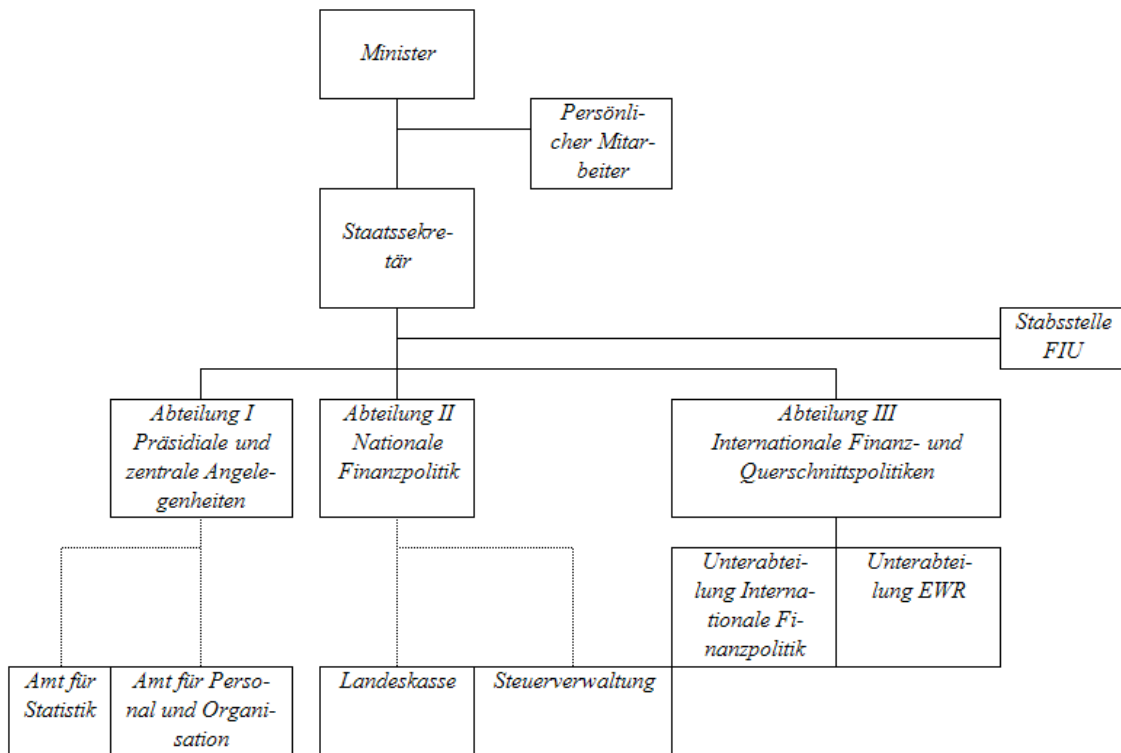 Minister
Persönli-
cher Mitar-
beiter
Staatssekre-
tär
Stabsstelle
FIU
Abteilung I
Präsidiale und
zentrale Angele-
genheiten
Abteilung II
Nationale
Finanzpolitik
Abteilung III
Internationale Finanz- und
Querschnittspolitiken
Unterabtei-
lung Interna-
tionale Fi-
nanzpolitik
Unterabtei-
lung EWR
Amt für
Statistik
Amt für Perso-
nal und Organi-
sation
Landeskasse
Steuerverwaltung